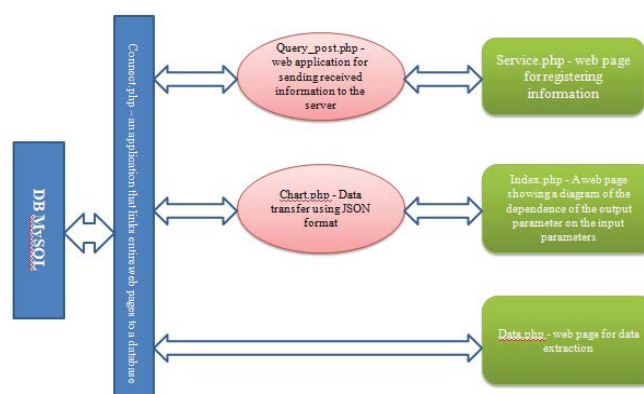 DB MySQL
Connect.php – an application that links entire web pages to a database
Query_post.php -
web application for
sending received
information to the
server
Service.php - web page
for registering
information
Chart.php - Data
transfer using JSON
format
Index.php - A web page
showing a diagram of the
dependence of the output
parameter on the input
parameters
Data.php - web page for data
extraction